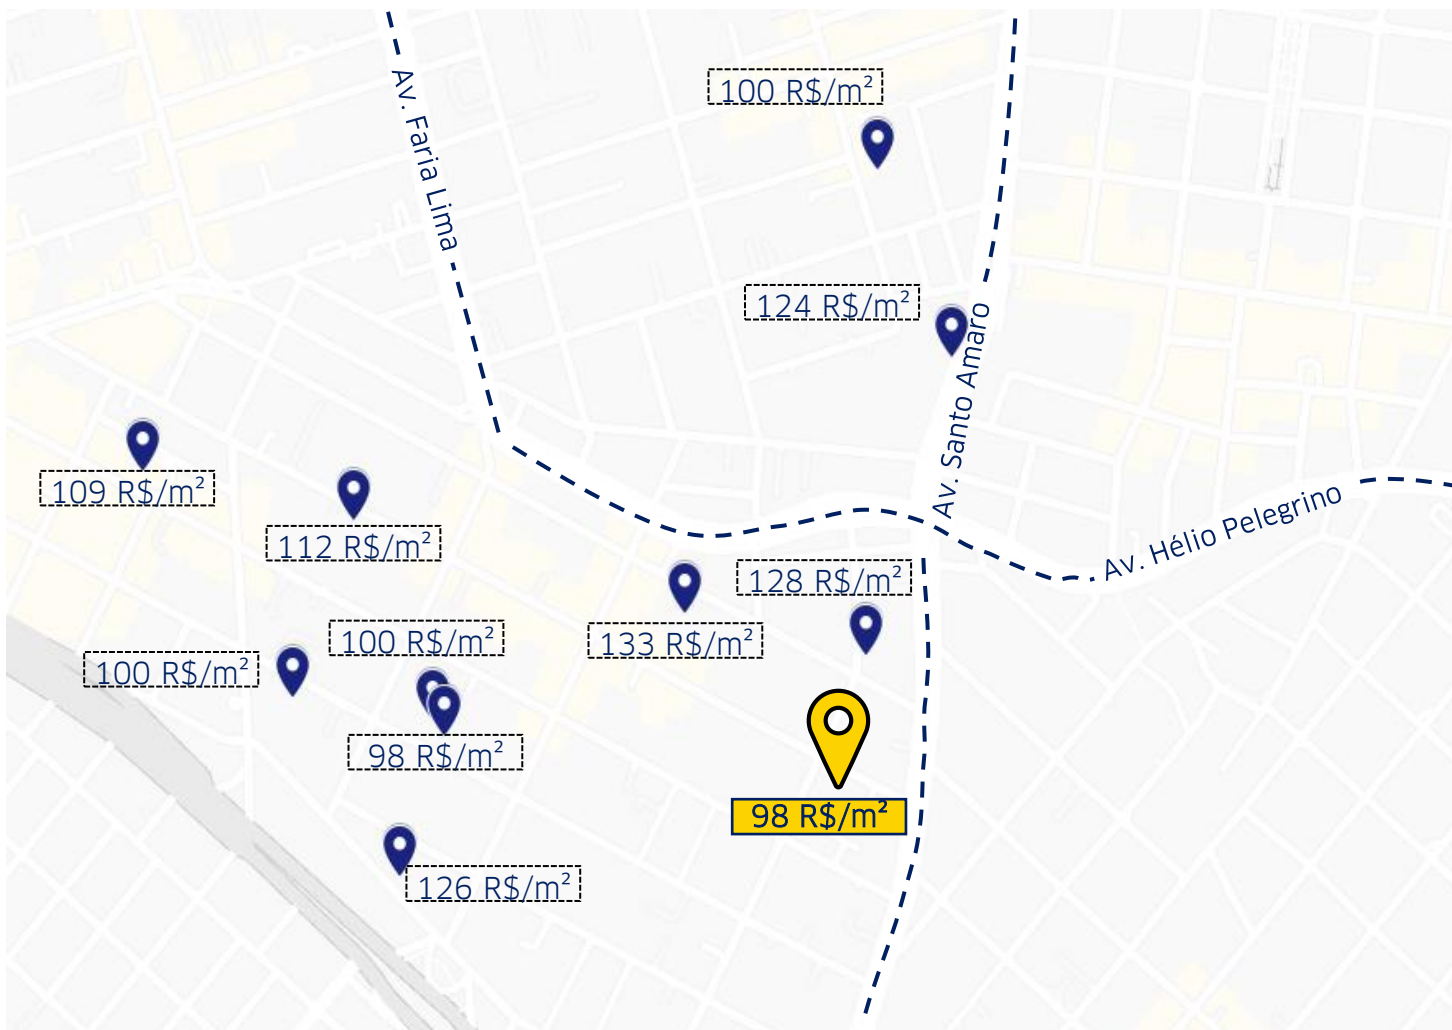 100 R$/m²
Av. Faria Lima
124 R$/m²
Av. Santo Amaro
109 R$/m²
112 R$/m²
Av. Hélio Pelegrino
128 R$/m²
100 R$/m²
133 R$/m²
100 R$/m²
98 R$/m²
98 R$/m²
126 R$/m²